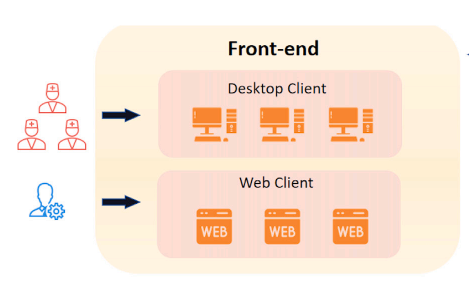 Front-end
Desktop Client
Web Client
WEB WEB WEB